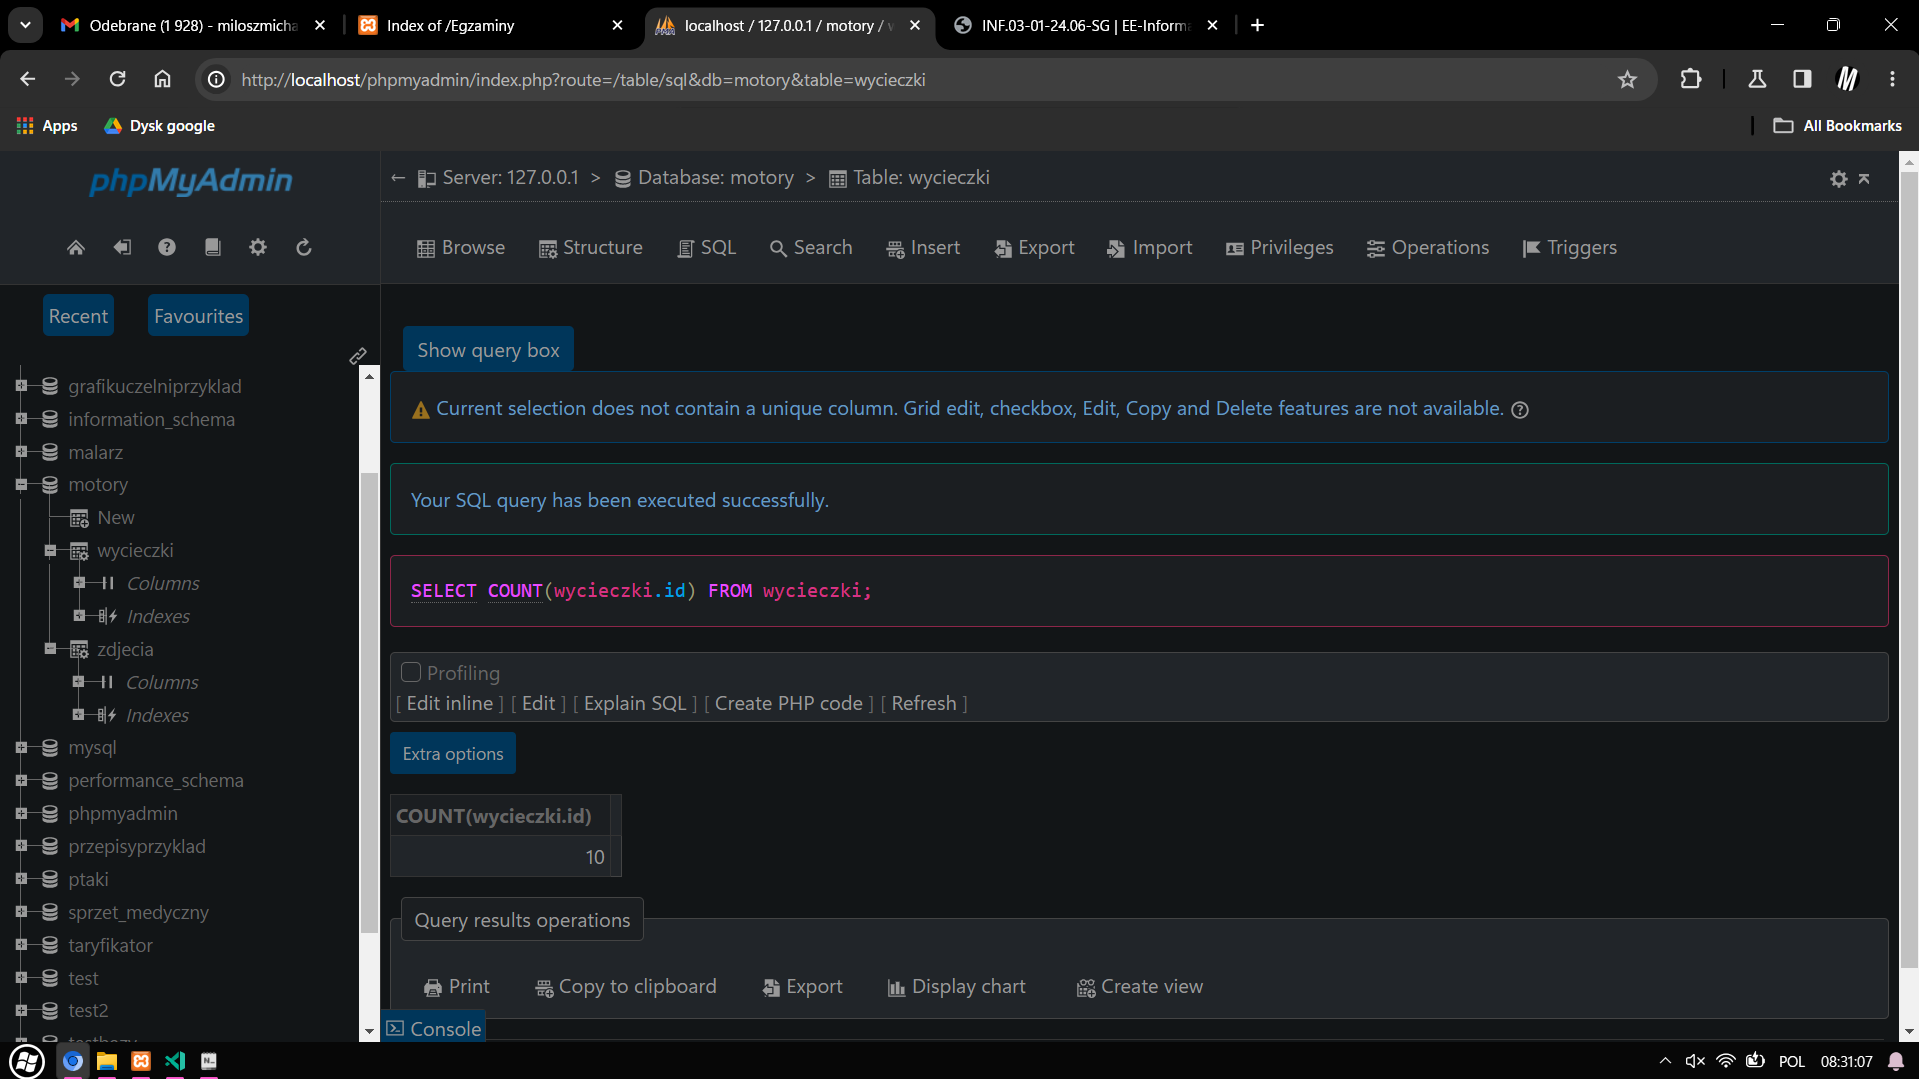 Odebrane (1 928) - miloszmicha
Index of /Egzaminy
localhost / 127.0.0.1 / motory / w
INF.03-01-24.06-SG | EE-Informa
http://localhost/phpmyadmin/index.php?route=/table/sql&db=motory&table=wycieczki
Apps
Dysk google
All Bookmarks
phpMyAdmin
Recent
Favourites
grafikuczelniprzyklad
information_schema
malarz
motory
New
wycieczki
Columns
Indexes
zdjecia
Columns
Indexes
mysql
performance_schema
phpmyadmin
przepisyprzyklad
ptaki
sprzet_medyczny
taryfikator
test
test2
Server: 127.0.0.1 > Database: motory > Table: wycieczki
Browse Structure SQL Search Insert Export Import Privileges Operations Triggers
Show query box
Current selection does not contain a unique column. Grid edit, checkbox, Edit, Copy and Delete features are not available.
Your SQL query has been executed successfully.
SELECT COUNT(wycieczki.id) FROM wycieczki;
Profiling
[ Edit inline ] [ Edit ] [ Explain SQL ] [ Create PHP code ] [ Refresh ]
Extra options
COUNT(wycieczki.id)
10
Query results operations
Print Copy to clipboard Export Display chart Create view
Console
POL 08:31:07